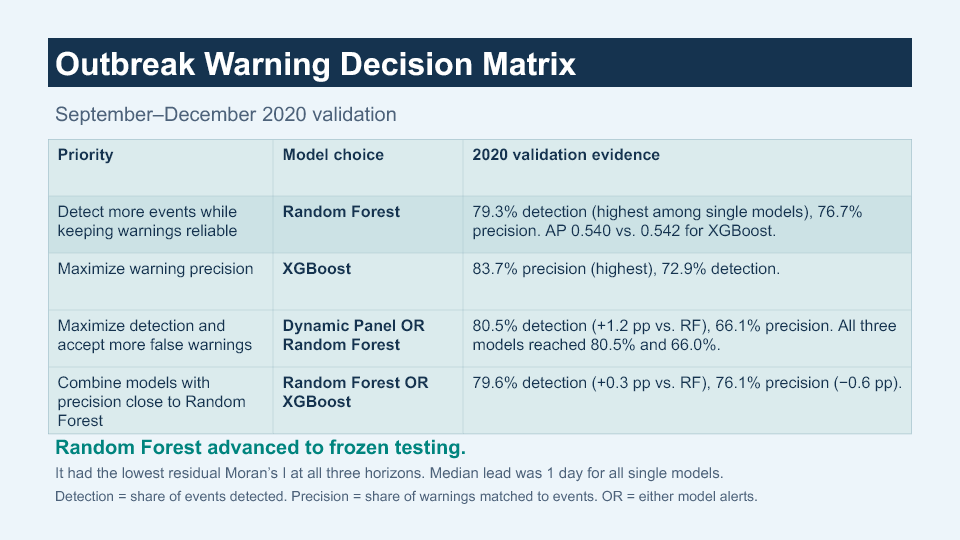 Outbreak Warning Decision Matrix
September–December 2020 validation
Priority
Model choice
2020 validation evidence
Detect more events while
keeping warnings reliable
Random Forest
79.3% detection (highest among single models), 76.7%
precision. AP 0.540 vs. 0.542 for XGBoost.
Maximize warning precision
XGBoost
83.7% precision (highest), 72.9% detection.
Maximize detection and
accept more false warnings
Dynamic Panel OR
Random Forest
80.5% detection (+1.2 pp vs. RF), 66.1% precision. All three
models reached 80.5% and 66.0%.
Combine models with
precision close to Random
Forest
Random Forest OR
XGBoost
79.6% detection (+0.3 pp vs. RF), 76.1% precision (−0.6 pp).
Random Forest advanced to frozen testing.
It had the lowest residual Moran’s I at all three horizons. Median lead was 1 day for all single models.
Detection = share of events detected. Precision = share of warnings matched to events. OR = either model alerts.